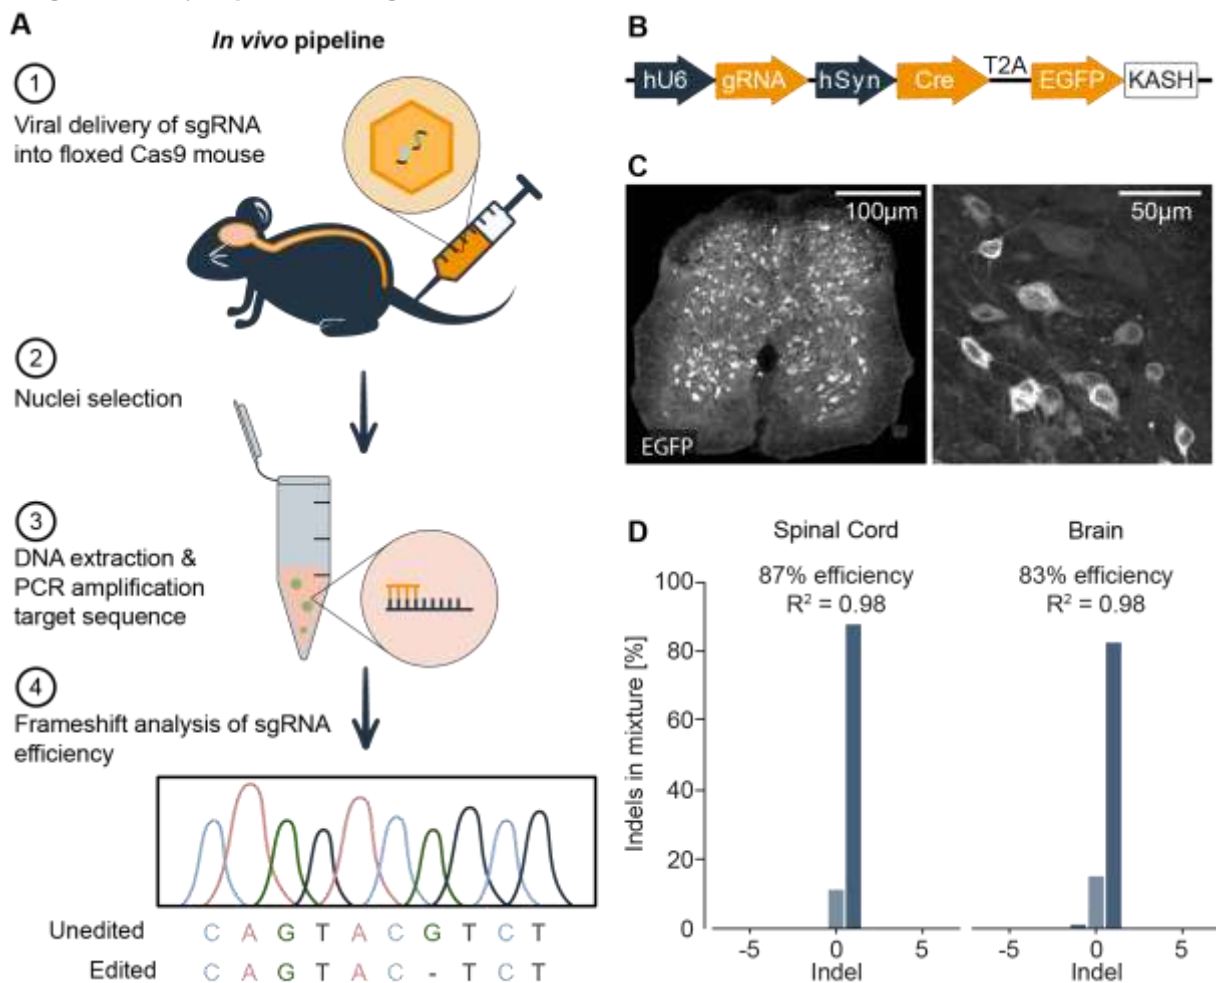 A
In vivo pipeline
1
Viral delivery of sgRNA
into floxed Cas9 mouse
2
Nuclei selection
3
DNA extraction &
PCR amplification
target sequence
4
Frameshift analysis of sgRNA
efficiency
Unedited C A G T A C G T C T
Edited C A G T A C - T C T
B
hU6 gRNA hSyn Cre T2A EGFP KASH
C
100µm
50µm
EGFP
D
Spinal Cord
Brain
87% efficiency
R² = 0.98
83% efficiency
R² = 0.98
Indels in mixture [%]
100
80
60
40
20
0
-5 0 5
Indel
-5 0 5
Indel